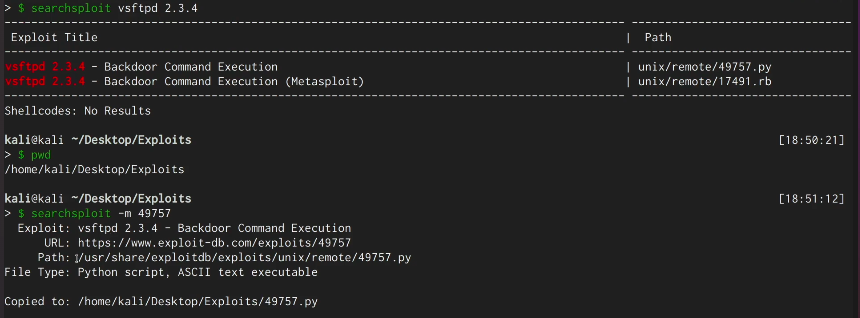 > $ searchsploit vsftpd 2.3.4
---------------------------------------------- ---------------------------------
Exploit Title | Path
---------------------------------------------- ---------------------------------
vsftpd 2.3.4 - Backdoor Command Execution | unix/remote/49757.py
vsftpd 2.3.4 - Backdoor Command Execution (Metasploit) | unix/remote/17491.rb
---------------------------------------------- ---------------------------------
Shellcodes: No Results
kali@kali ~/Desktop/Exploits [18:50:21]
> $ pwd
/home/kali/Desktop/Exploits
kali@kali ~/Desktop/Exploits [18:51:12]
> $ searchsploit -m 49757
Exploit: vsftpd 2.3.4 - Backdoor Command Execution
URL: https://www.exploit-db.com/exploits/49757
Path: /usr/share/exploitdb/exploits/unix/remote/49757.py
File Type: Python script, ASCII text executable
Copied to: /home/kali/Desktop/Exploits/49757.py